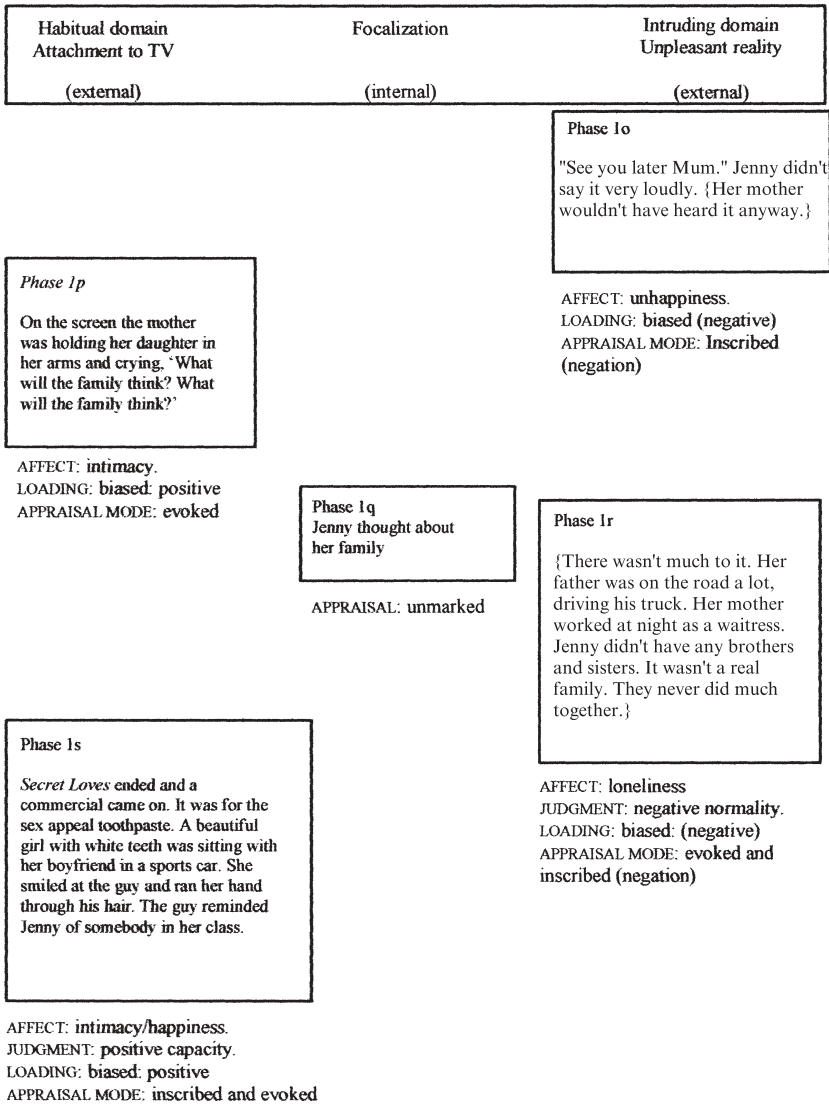 Habitual domain
Attachment to TV
(external)
Focalization
(internal)
Intruding domain
Unpleasant reality
(external)
Phase 1o
"See you later Mum." Jenny didn't
say it very loudly. {Her mother
wouldn't have heard it anyway.}
AFFECT: unhappiness.
LOADING: biased (negative)
APPRAISAL MODE: Inscribed
(negation)
Phase 1p
On the screen the mother
was holding her daughter in
her arms and crying, ‘What
will the family think? What
will the family think?’
AFFECT: intimacy.
LOADING: biased: positive
APPRAISAL MODE: evoked
Phase 1q
Jenny thought about
her family
APPRAISAL: unmarked
Phase 1r
{There wasn't much to it. Her
father was on the road a lot,
driving his truck. Her mother
worked at night as a waitress.
Jenny didn't have any brothers
and sisters. It wasn't a real
family. They never did much
together.}
AFFECT: loneliness
JUDGMENT: negative normality.
LOADING: biased: (negative)
APPRAISAL MODE: evoked and
inscribed (negation)
Phase 1s
Secret Loves ended and a
commercial came on. It was for the
sex appeal toothpaste. A beautiful
girl with white teeth was sitting with
her boyfriend in a sports car. She
smiled at the guy and ran her hand
through his hair. The guy reminded
Jenny of somebody in her class.
AFFECT: intimacy/happiness.
JUDGMENT: positive capacity.
LOADING: biased: positive
APPRAISAL MODE: inscribed and evoked